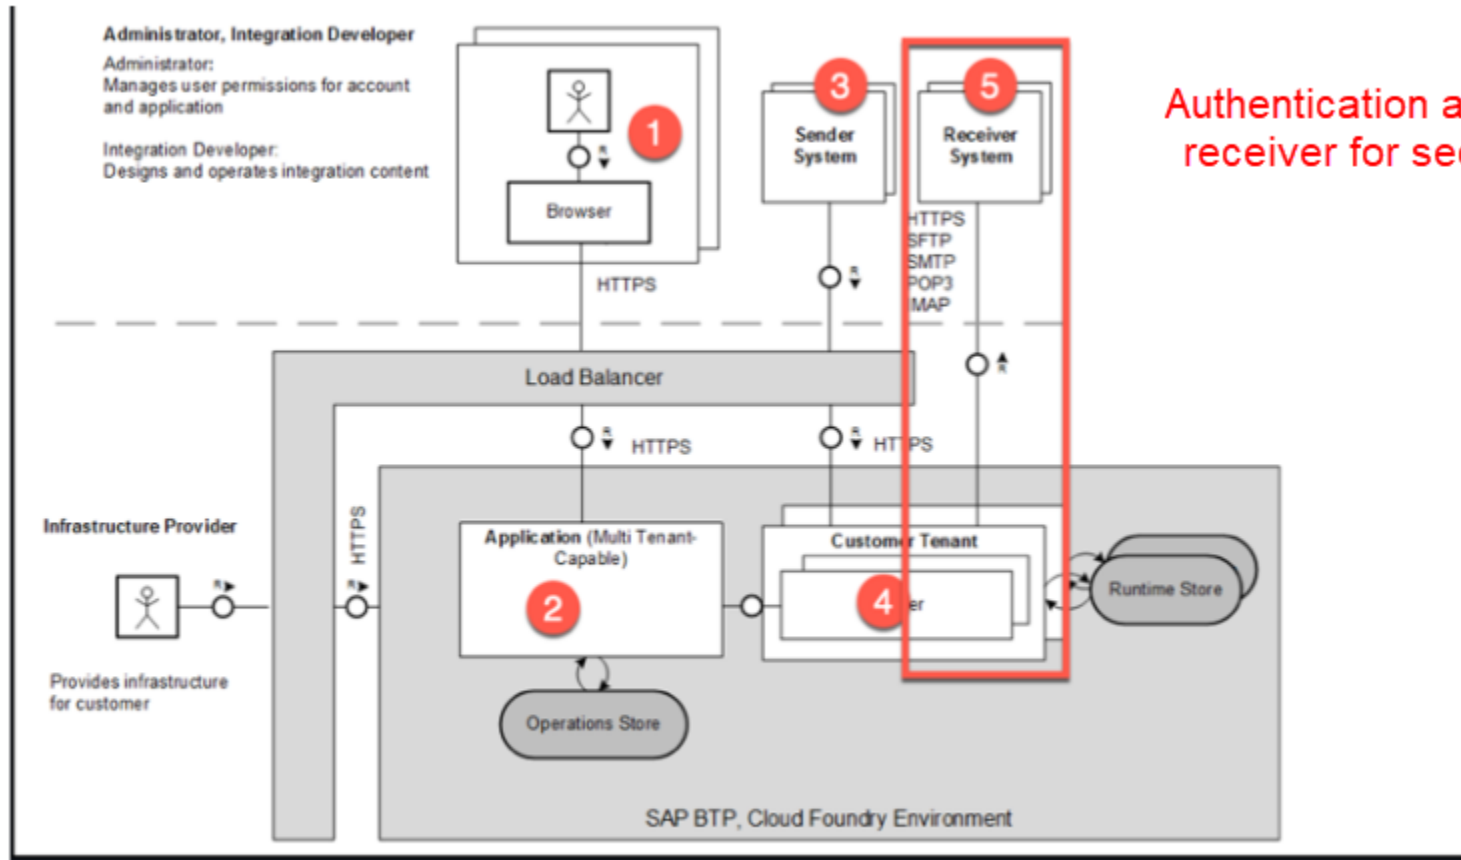 Administrator, Integration Developer
Administrator:
Manages user permissions for account
and application
Integration Developer:
Designs and operates integration content
1
R
Browser
HTTPS
3
Sender
System
R
5
Receiver
System
HTTPS
SFTP
SMTP
POP3
IMAP
R
Authentication a
receiver for se
Load Balancer
R
HTTPS
R
HTTPS
Infrastructure Provider
R
HTTPS
R
Provides infrastructure
for customer
Application (Multi Tenant-
Capable)
2
Operations Store
Customer Tenant
4
er
Runtime Store
SAP BTP, Cloud Foundry Environment